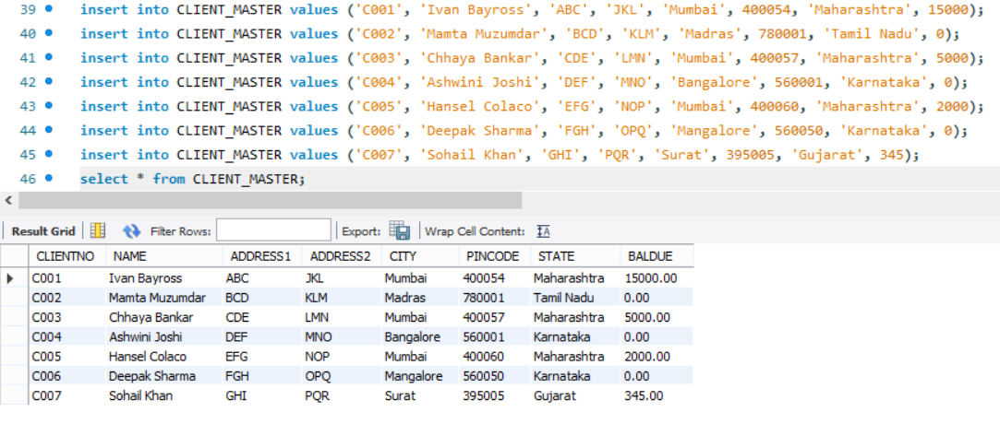 39 insert into CLIENT_MASTER values ('C001', 'Ivan Bayross', 'ABC', 'JKL', 'Mumbai', 400054, 'Maharashtra', 15000);
40 insert into CLIENT_MASTER values ('C002', 'Mamta Muzumdar', 'BCD', 'KLM', 'Madras', 780001, 'Tamil Nadu', 0);
41 insert into CLIENT_MASTER values ('C003', 'Chhaya Bankar', 'CDE', 'LMN', 'Mumbai', 400057, 'Maharashtra', 5000);
42 insert into CLIENT_MASTER values ('C004', 'Ashwini Joshi', 'DEF', 'MNO', 'Bangalore', 560001, 'Karnataka', 0);
43 insert into CLIENT_MASTER values ('C005', 'Hansel Colaco', 'EFG', 'NOP', 'Mumbai', 400060, 'Maharashtra', 2000);
44 insert into CLIENT_MASTER values ('C006', 'Deepak Sharma', 'FGH', 'OPQ', 'Mangalore', 560050, 'Karnataka', 0);
45 insert into CLIENT_MASTER values ('C007', 'Sohail Khan', 'GHI', 'PQR', 'Surat', 395005, 'Gujarat', 345);
46 select * from CLIENT_MASTER;
Result Grid Filter Rows: Export: Wrap Cell Content:
CLIENTNO NAME ADDRESS1 ADDRESS2 CITY PINCODE STATE BALDUE
C001 Ivan Bayross ABC JKL Mumbai 400054 Maharashtra 15000.00
C002 Mamta Muzumdar BCD KLM Madras 780001 Tamil Nadu 0.00
C003 Chhaya Bankar CDE LMN Mumbai 400057 Maharashtra 5000.00
C004 Ashwini Joshi DEF MNO Bangalore 560001 Karnataka 0.00
C005 Hansel Colaco EFG NOP Mumbai 400060 Maharashtra 2000.00
C006 Deepak Sharma FGH OPQ Mangalore 560050 Karnataka 0.00
C007 Sohail Khan GHI PQR Surat 395005 Gujarat 345.00